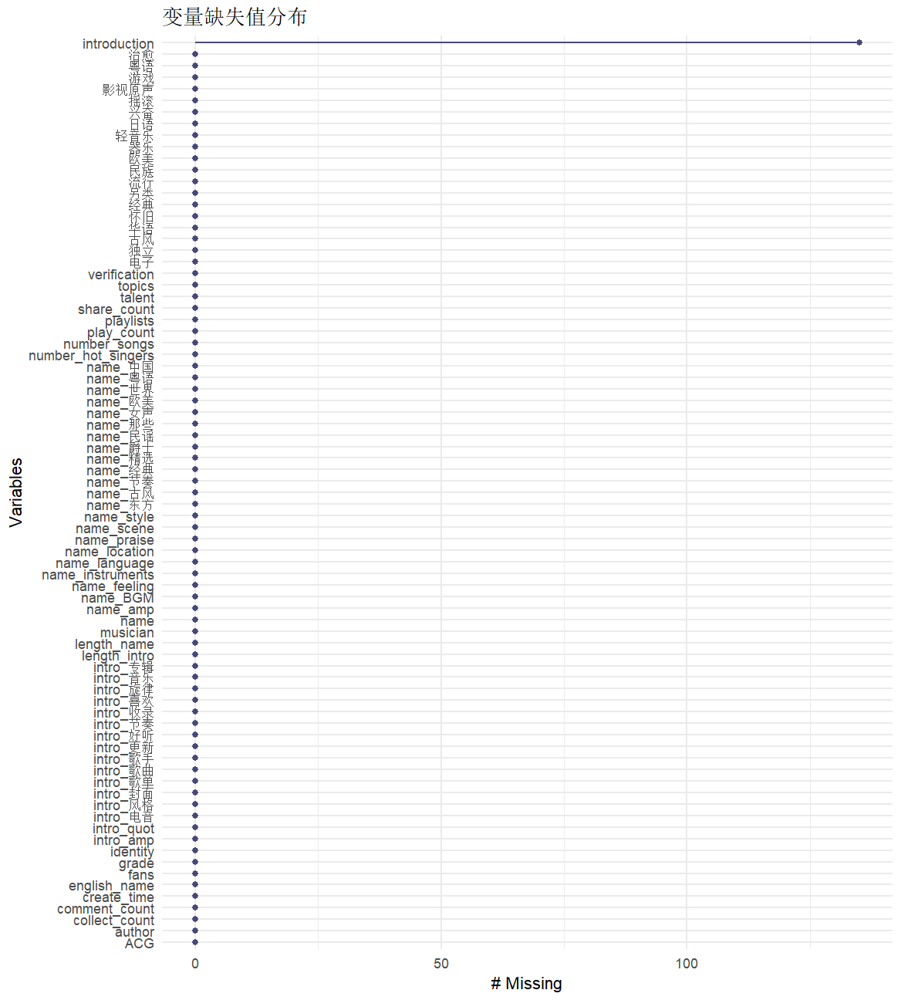 变量缺失值分布
introduction
治愈
粤语
游戏
影视原声
摇滚
兴奋
日语
轻音乐
器乐
欧美
民族
流行
另类
经典
怀旧
华语
古风
独立
电子
verification
topics
talent
share_count
playlists
play_count
number_songs
number_hot_singers
name_中国
name_粤语
name_世界
name_欧美
name_女声
name_那些
name_民谣
name_爵士
name_精选
name_经典
name_节奏
name_古风
name_东方
name_style
name_scene
name_praise
name_location
name_language
name_instruments
name_feeling
name_BGM
name_amp
name
musician
length_name
length_intro
intro_专辑
intro_音乐
intro_旋律
intro_喜欢
intro_收录
intro_节奏
intro_好听
intro_更新
intro_歌手
intro_歌曲
intro_歌单
intro_封面
intro_风格
intro_电音
intro_quot
intro_amp
identity
grade
fans
english_name
create_time
comment_count
collect_count
author
ACG
Variables
0 50 100
# Missing